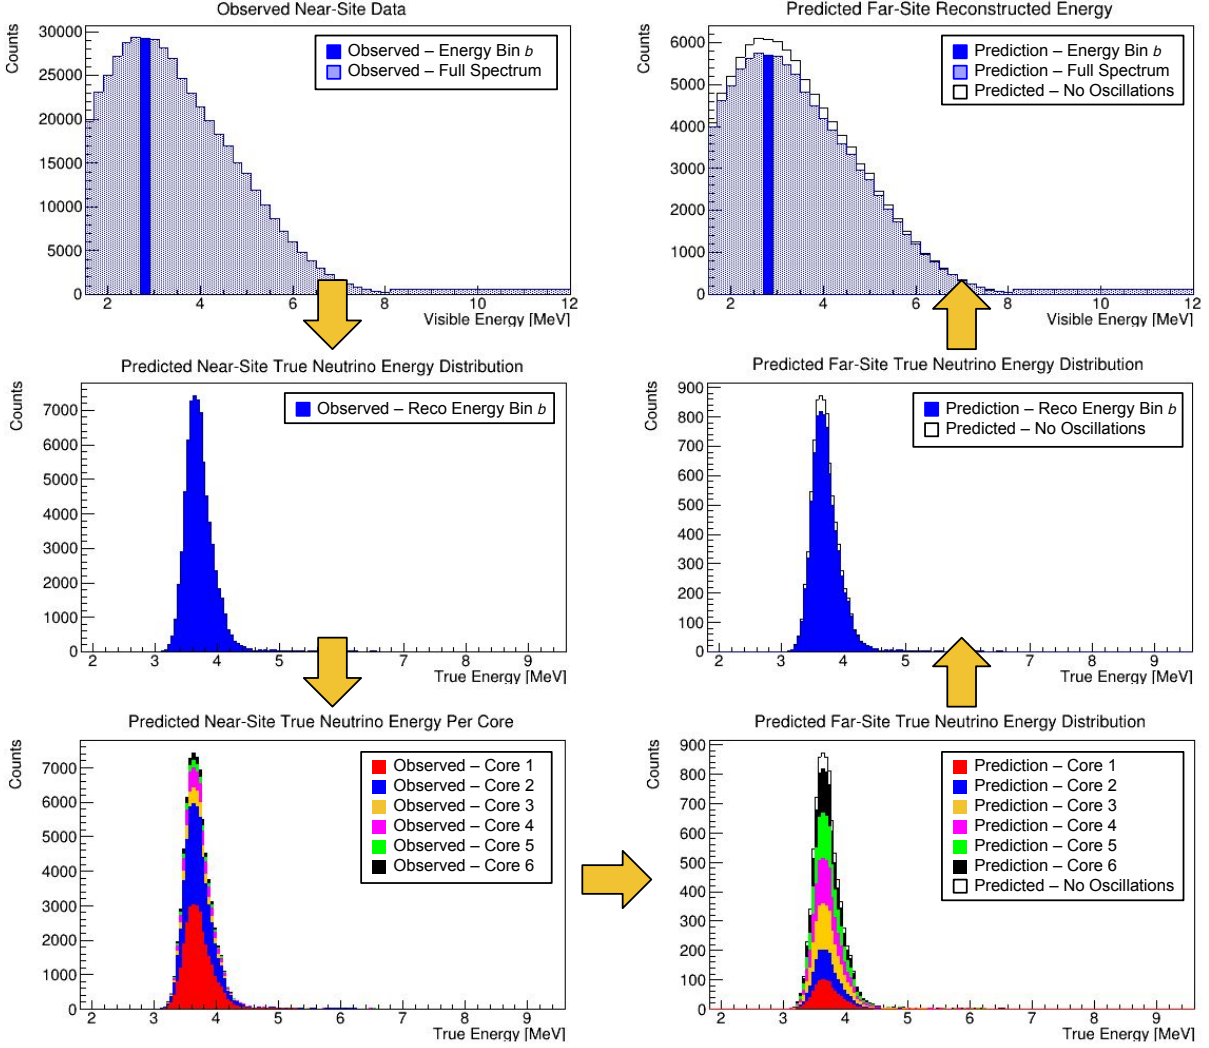 Observed Near-Site Data
Counts
30000
25000
20000
15000
10000
5000
0
Observed – Energy Bin b
Observed – Full Spectrum
2 4 6 8 10 12
Visible Energy [MeV]
Predicted Far-Site Reconstructed Energy
Counts
6000
5000
4000
3000
2000
1000
0
Prediction – Energy Bin b
Prediction – Full Spectrum
Predicted – No Oscillations
2 4 6 8 10 12
Visible Energy [MeV]
Predicted Near-Site True Neutrino Energy Distribution
Counts
7000
6000
5000
4000
3000
2000
1000
0
Observed – Reco Energy Bin b
2 3 4 5 6 7 8 9
True Energy [MeV]
Predicted Far-Site True Neutrino Energy Distribution
Counts
900
800
700
600
500
400
300
200
100
0
Prediction – Reco Energy Bin b
Predicted – No Oscillations
2 3 4 5 6 7 8 9
True Energy [MeV]
Predicted Near-Site True Neutrino Energy Per Core
Counts
7000
6000
5000
4000
3000
2000
1000
0
Observed – Core 1
Observed – Core 2
Observed – Core 3
Observed – Core 4
Observed – Core 5
Observed – Core 6
2 3 4 5 6 7 8 9
True Energy [MeV]
Predicted Far-Site True Neutrino Energy Distribution
Counts
900
800
700
600
500
400
300
200
100
0
Prediction – Core 1
Prediction – Core 2
Prediction – Core 3
Prediction – Core 4
Prediction – Core 5
Prediction – Core 6
Predicted – No Oscillations
2 3 4 5 6 7 8 9
True Energy [MeV]